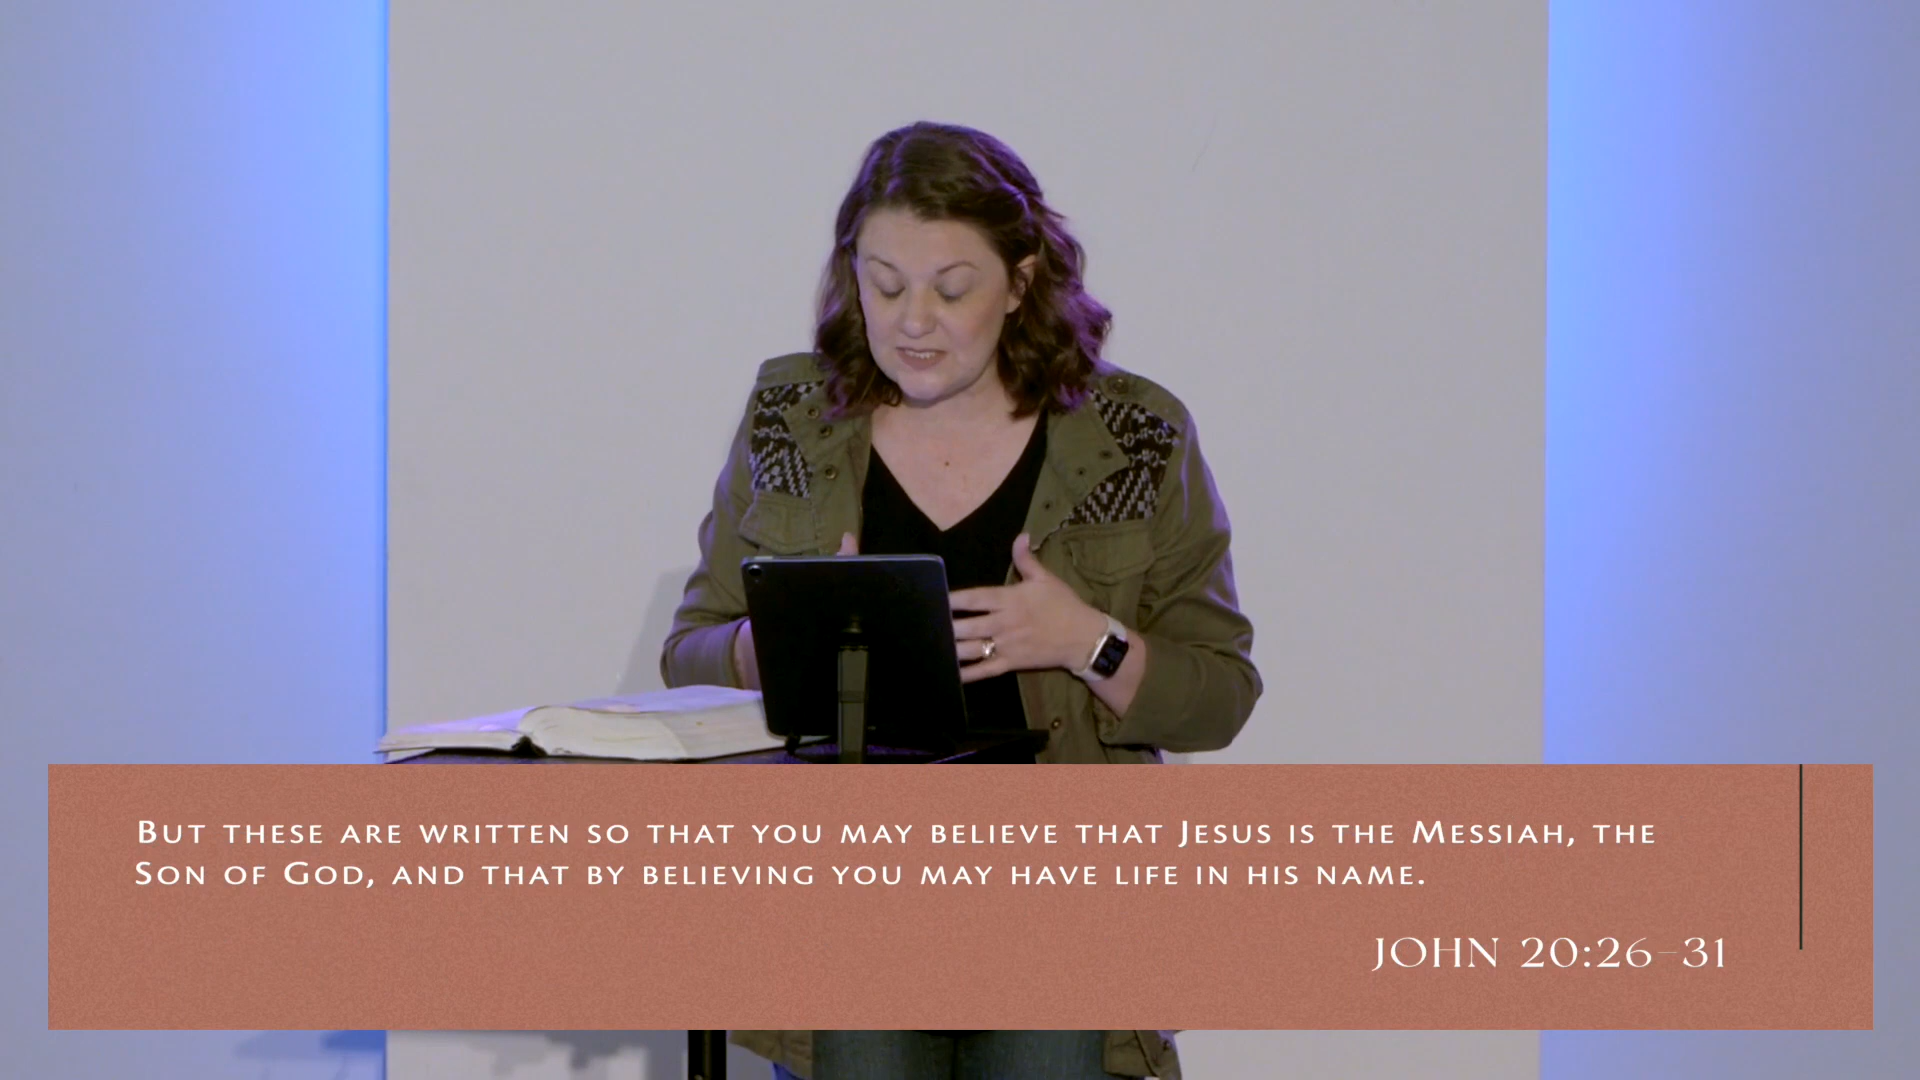 But these are written so that you may believe that Jesus is the Messiah, the
Son of God, and that by believing you may have life in his name.
JOHN 20:26-31